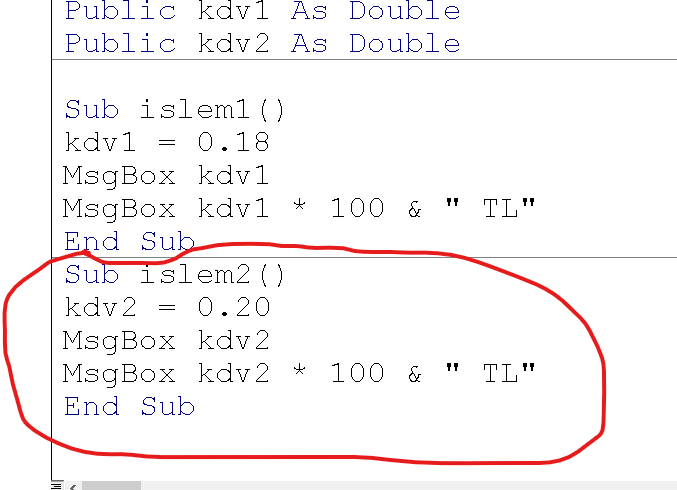 Public kdv1 As Double
Public kdv2 As Double
Sub islem1()
kdv1 = 0.18
MsgBox kdv1
MsgBox kdv1 * 100 & " TL"
End Sub
Sub islem2()
kdv2 = 0.20
MsgBox kdv2
MsgBox kdv2 * 100 & " TL"
End Sub